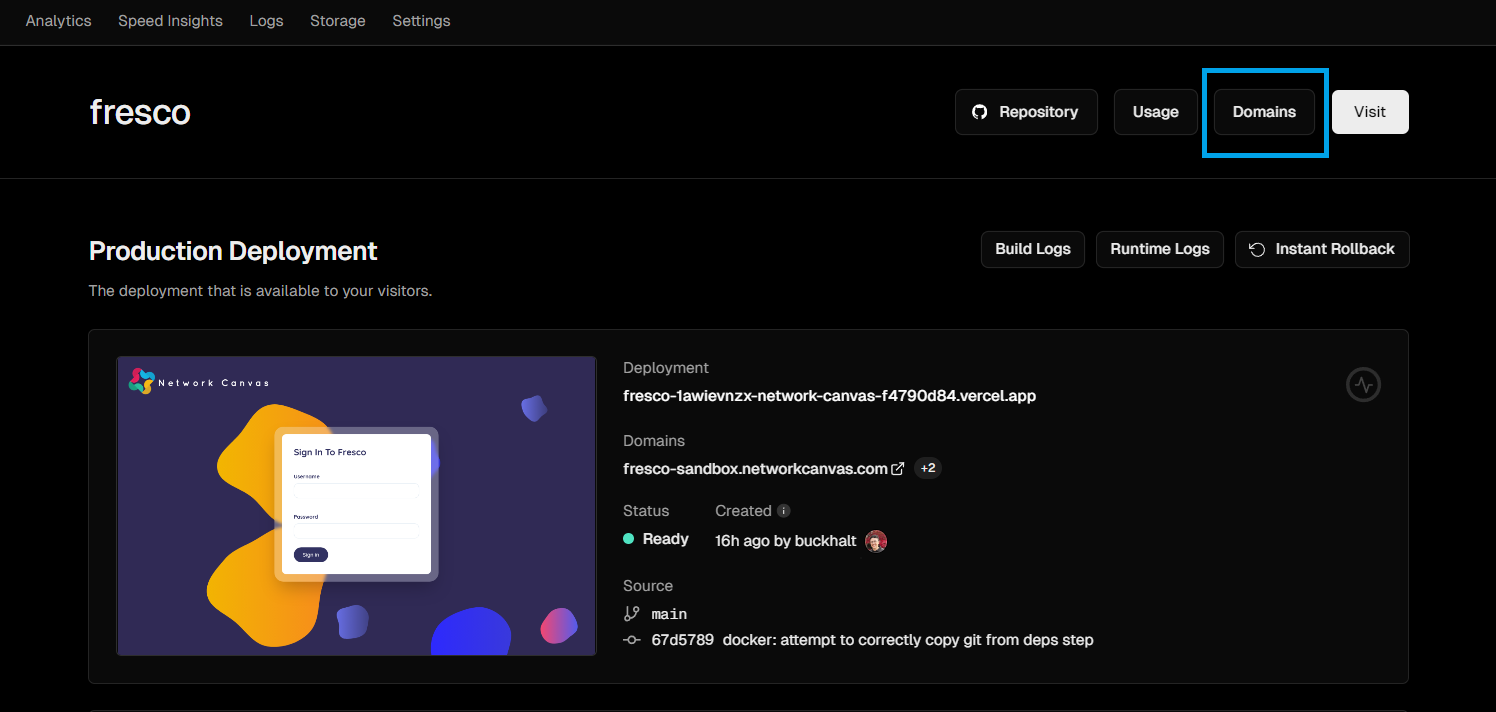 Analytics Speed Insights Logs Storage Settings
fresco
Repository Usage Domains Visit
Production Deployment
Build Logs Runtime Logs Instant Rollback
The deployment that is available to your visitors.
Network Canvas
Sign In To Fresco
Username
Password
Sign in
Deployment
fresco-1awievnzx-network-canvas-f4790d84.vercel.app
Domains
fresco-sandbox.networkcanvas.com +2
Status Created
Ready 16h ago by buckhalt
Source
main
67d5789 docker: attempt to correctly copy git from deps step